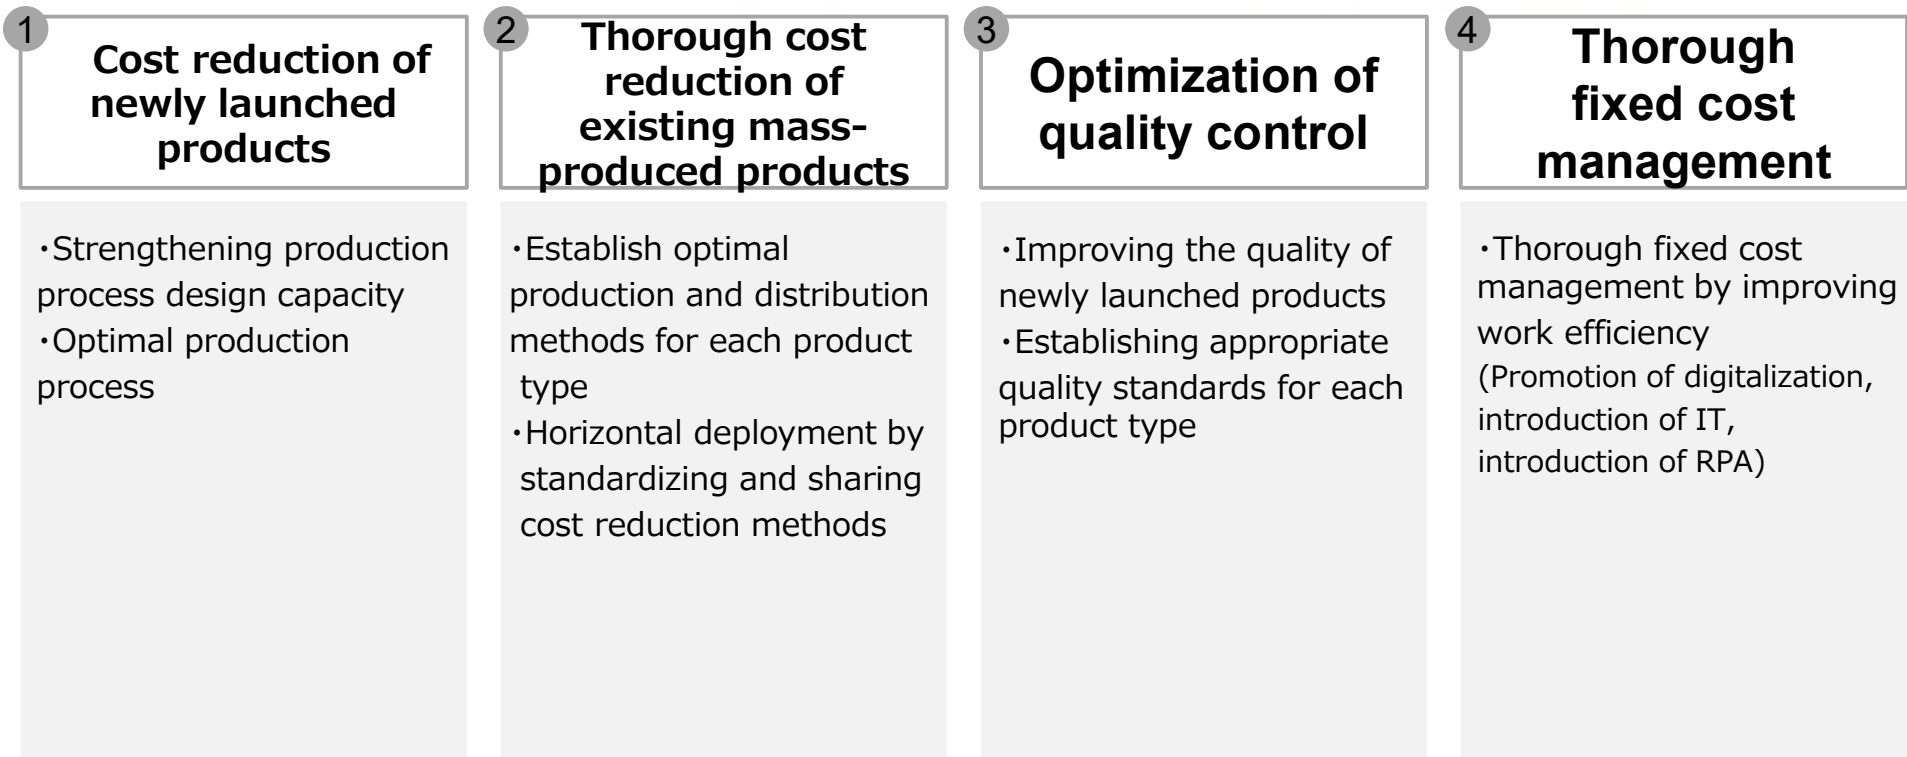 1
Cost reduction of
newly launched
products
・Strengthening production
process design capacity
・Optimal production
process
2
Thorough cost
reduction of
existing mass-
produced products
・Establish optimal
production and distribution
methods for each product
type
・Horizontal deployment by
standardizing and sharing
cost reduction methods
3
Optimization of
quality control
・Improving the quality of
newly launched products
・Establishing appropriate
quality standards for each
product type
4
Thorough
fixed cost
management
・Thorough fixed cost
management by improving
work efficiency
(Promotion of digitalization,
introduction of IT,
introduction of RPA)